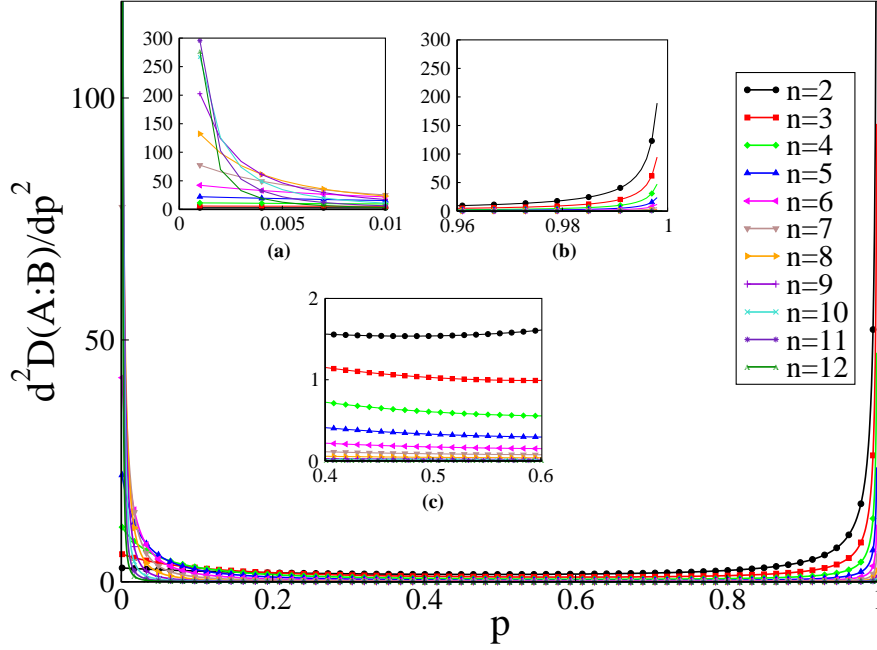 d²D(A:B)/dp²
100
50
0
0
0.2
0.4
0.6
0.8
1
p
300
250
200
150
100
50
0
0
0.005
0.01
(a)
300
250
200
150
100
50
0
0.96
0.98
1
(b)
2
1
0
0.4
0.5
0.6
(c)
n=2
n=3
n=4
n=5
n=6
n=7
n=8
n=9
n=10
n=11
n=12